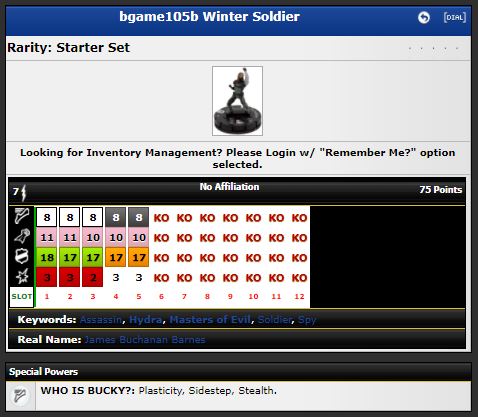 bgame105b Winter Soldier
[DIAL]
Rarity: Starter Set
Looking for Inventory Management? Please Login w/ "Remember Me?" option
selected.
7 No Affiliation 75 Points
8 8 8 8 8 KO KO KO KO KO KO KO
11 11 10 10 10 KO KO KO KO KO KO KO
18 17 17 17 17 KO KO KO KO KO KO KO
3 3 2 3 3 KO KO KO KO KO KO KO
SLOT 1 2 3 4 5 6 7 8 9 10 11 12
Keywords: Assassin, Hydra, Masters of Evil, Soldier, Spy
Real Name: James Buchanan Barnes
Special Powers
WHO IS BUCKY?: Plasticity, Sidestep, Stealth.